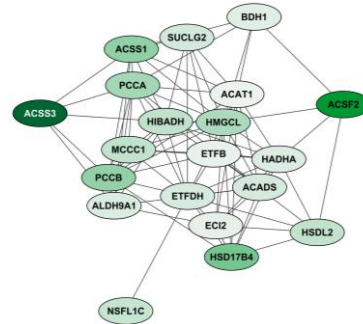 BDH1
SUCLG2
ACSS1
PCCA
ACAT1
ACSS3
ACSF2
HIBADH
HMGCL
MCCC1
ETFB
HADHA
PCCB
ACADS
ETFDH
ALDH9A1
ECI2
HSDL2
HSD17B4
NSFL1C